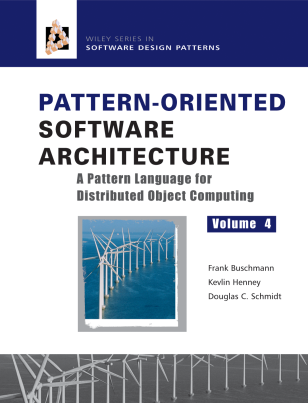 WILEY SERIES IN
SOFTWARE DESIGN PATTERNS
PATTERN-ORIENTED
SOFTWARE
ARCHITECTURE
A Pattern Language for
Distributed Object Computing
Volume 4
Frank Buschmann
Kevlin Henney
Douglas C. Schmidt